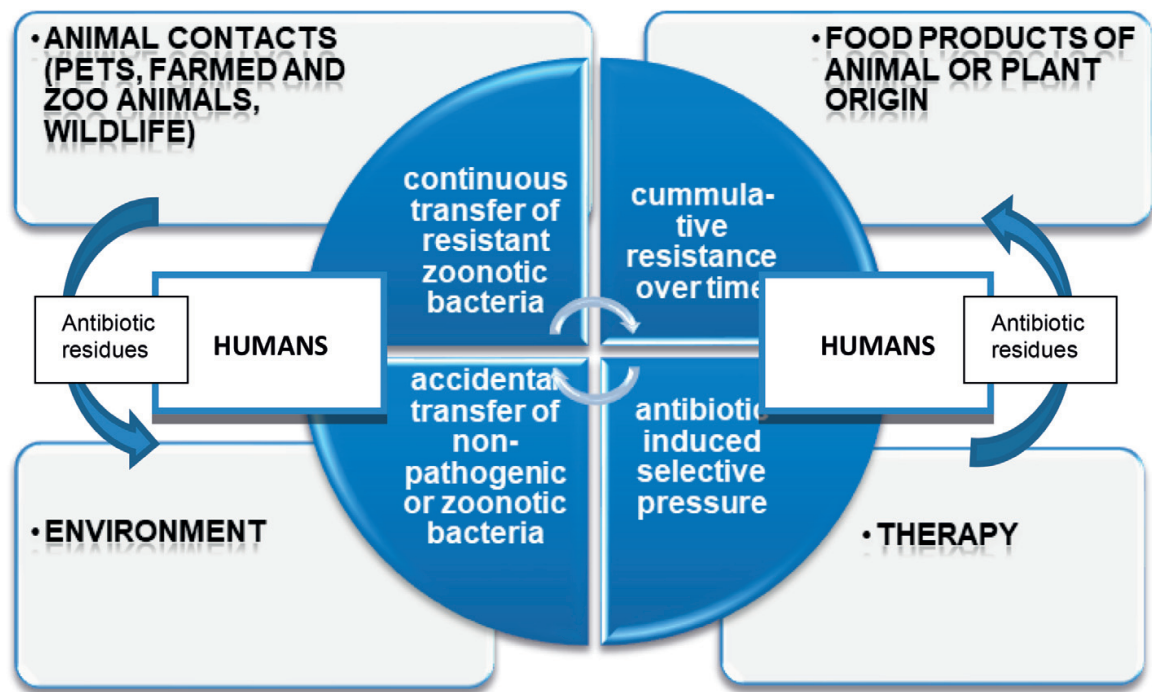 •ANIMAL CONTACTS
(PETS, FARMED AND
ZOO ANIMALS,
WILDLIFE)
•FOOD PRODUCTS OF
ANIMAL OR PLANT
ORIGIN
continuous
transfer of
resistant
zoonotic
bacteria
cummula-
tive
resistance
over time
Antibiotic
residues
HUMANS
HUMANS
Antibiotic
residues
accidental
transfer of
non-
pathogenic
or zoonotic
bacteria
antibiotic
induced
selective
pressure
•ENVIRONMENT
•THERAPY